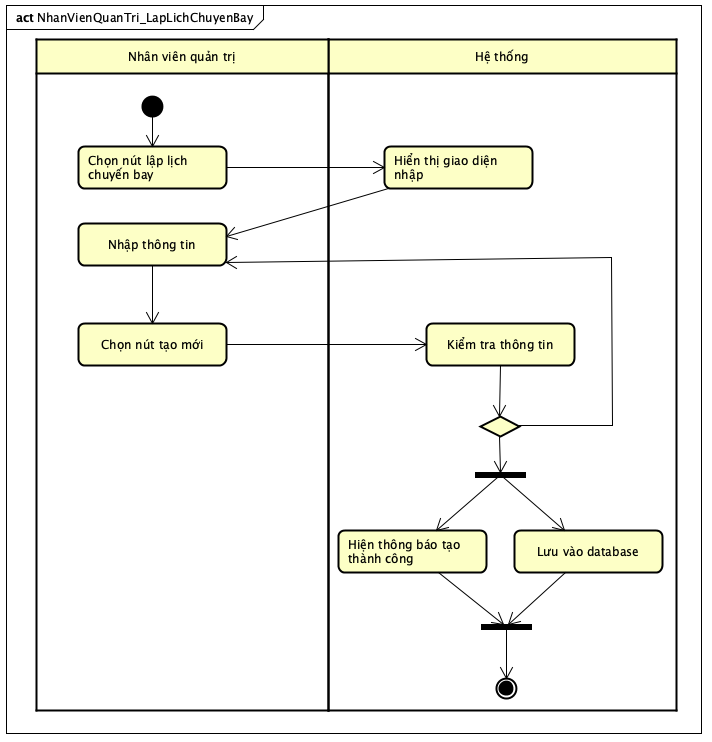 act NhanVienQuanTri_LapLichChuyenBay
Nhân viên quản trị
Hệ thống
Chọn nút lập lịch
chuyến bay
Hiển thị giao diện
nhập
Nhập thông tin
Chọn nút tạo mới
Kiểm tra thông tin
Hiện thông báo tạo
thành công
Lưu vào database